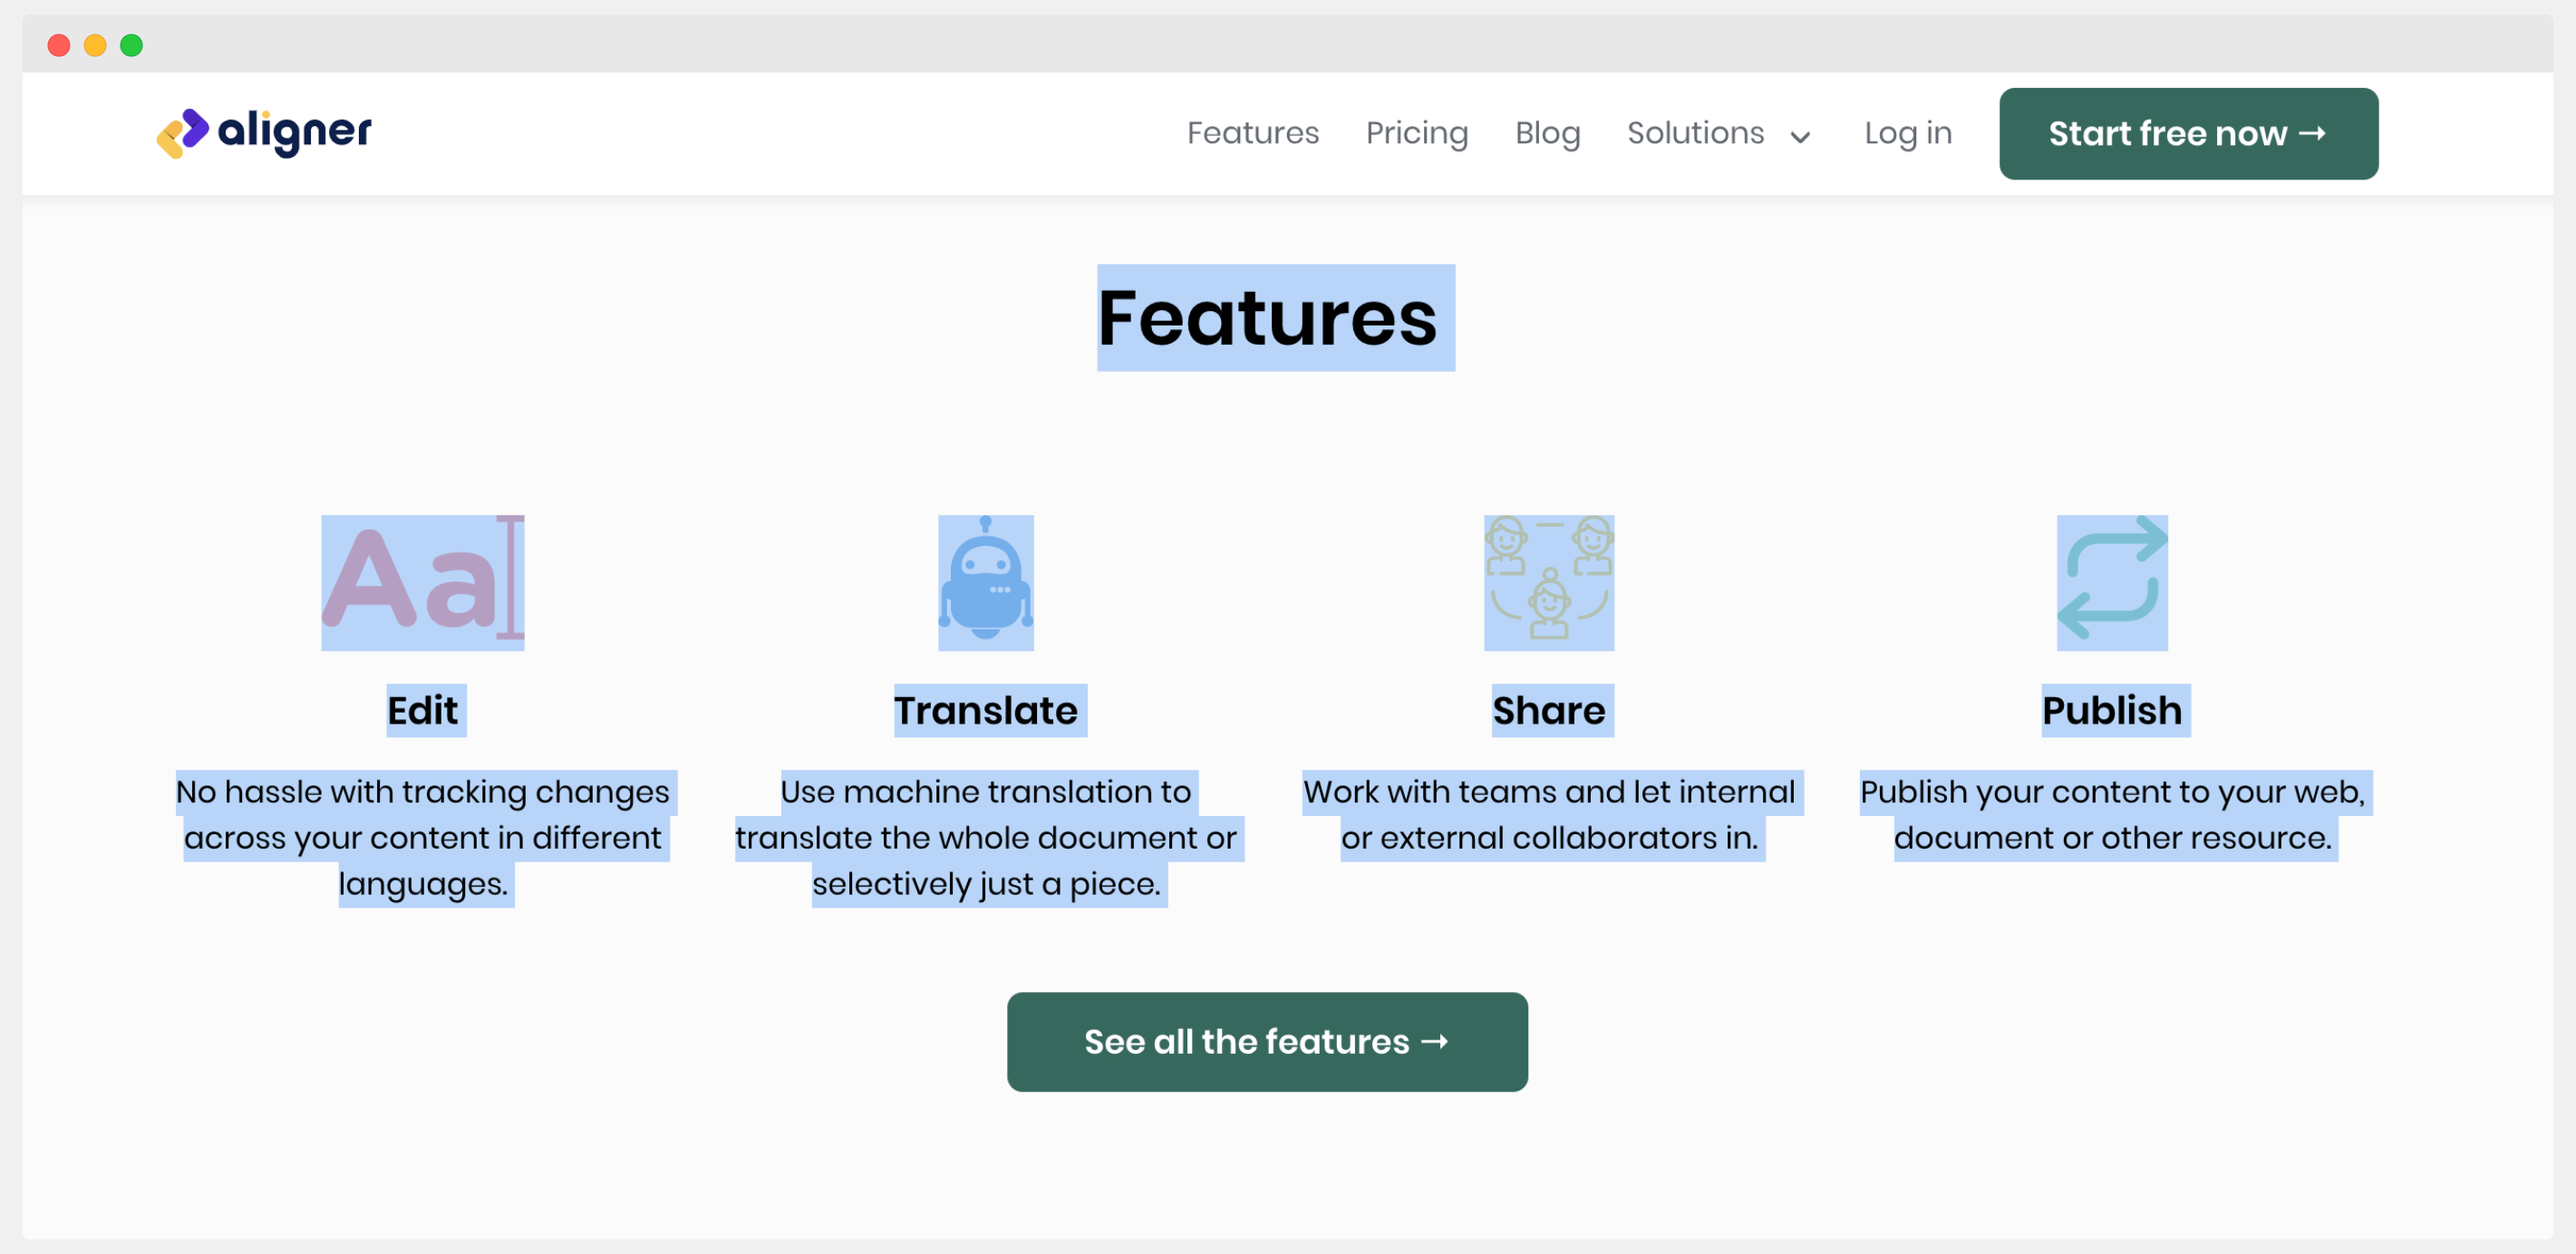 aligner
Features
Pricing
Blog
Solutions
Log in
Start free now →
Features
Aa
Edit
No hassle with tracking changes
across your content in different
languages.
Translate
Use machine translation to
translate the whole document or
selectively just a piece.
Share
Work with teams and let internal
or external collaborators in.
Publish
Publish your content to your web,
document or other resource.
See all the features →